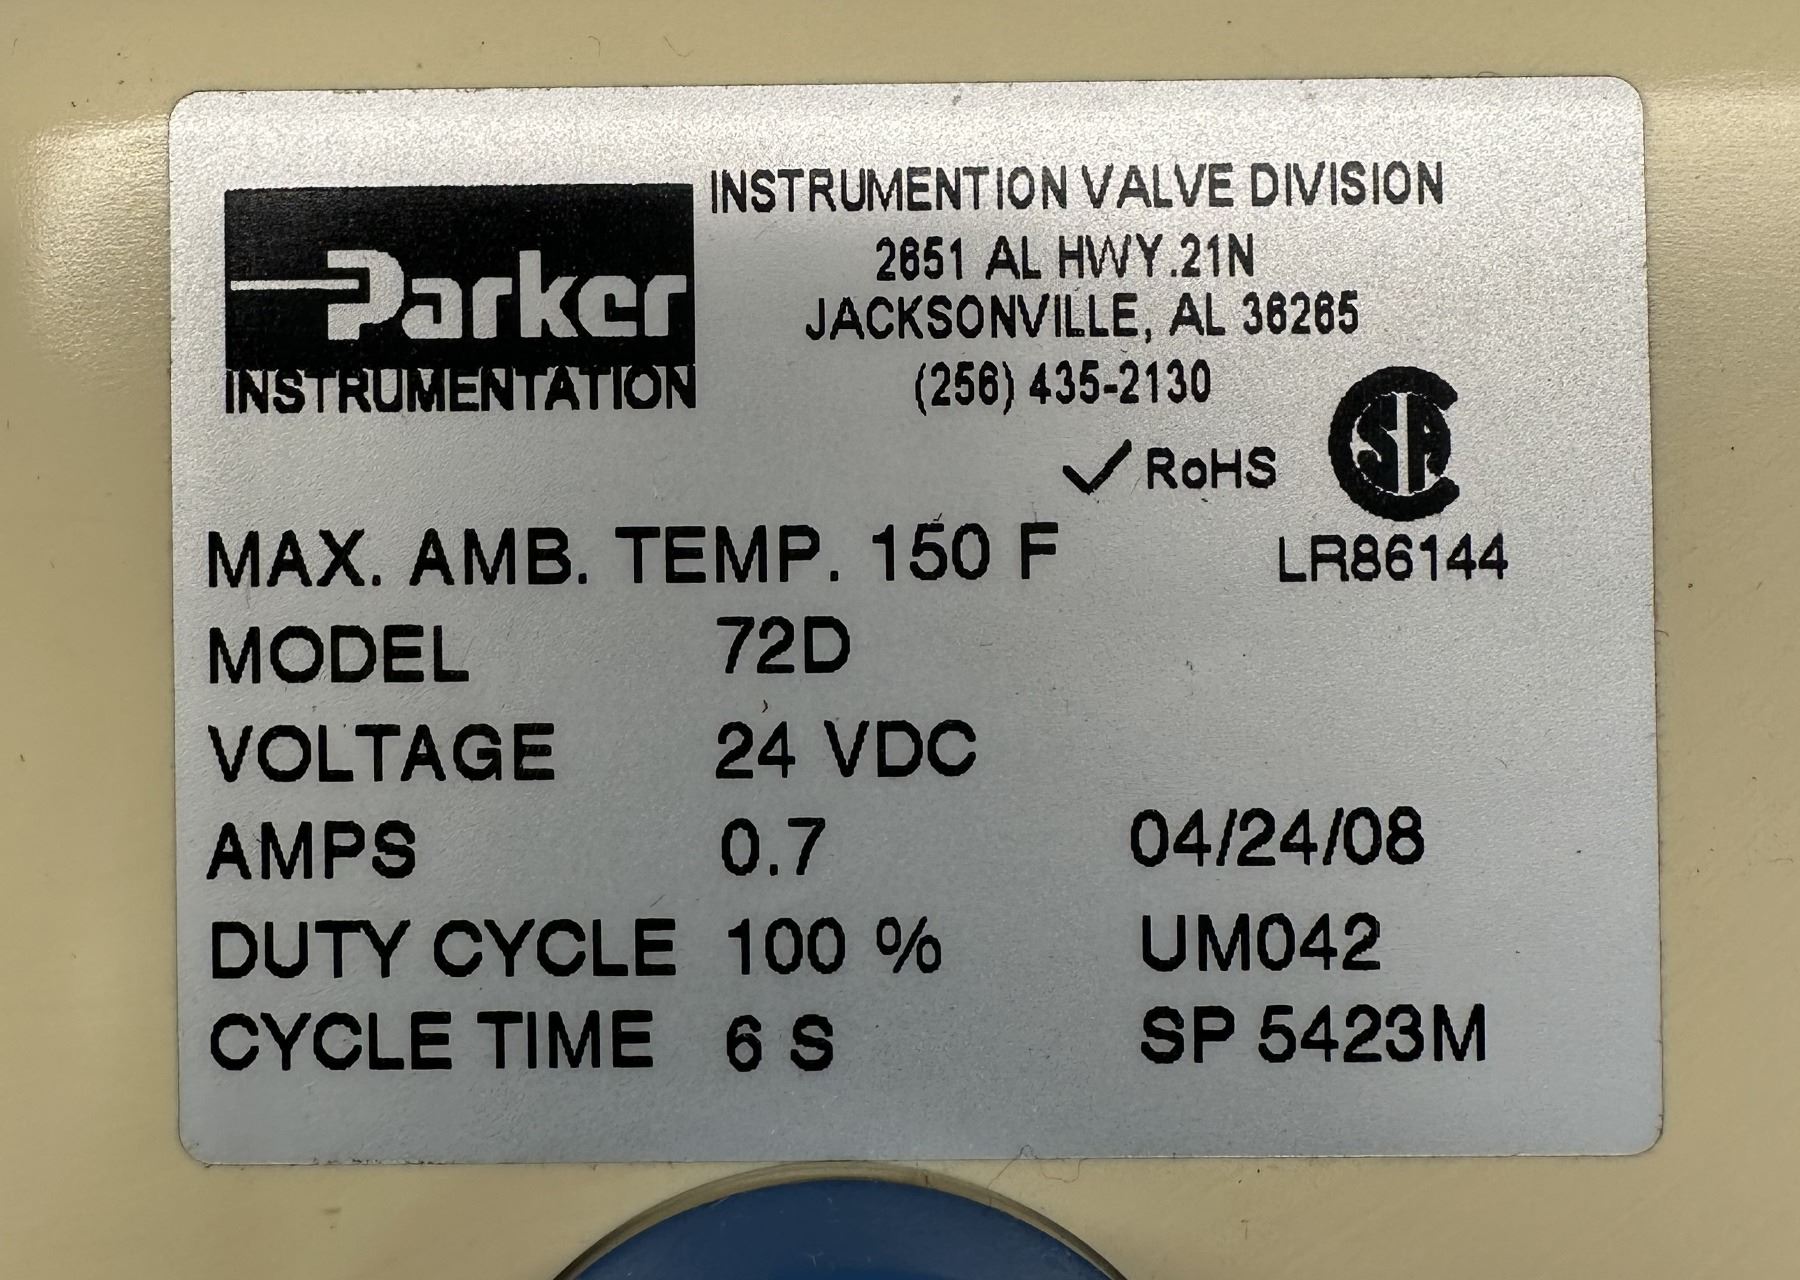 Parker
INSTRUMENTATION
INSTRUMENTION VALVE DIVISION
2651 AL HWY.21N
JACKSONVILLE, AL 36265
(256) 435-2130
✓ RoHS
CSA
LR86144
MAX. AMB. TEMP. 150 F
MODEL 72D
VOLTAGE 24 VDC
AMPS 0.7 04/24/08
DUTY CYCLE 100 % UM042
CYCLE TIME 6 S SP 5423M